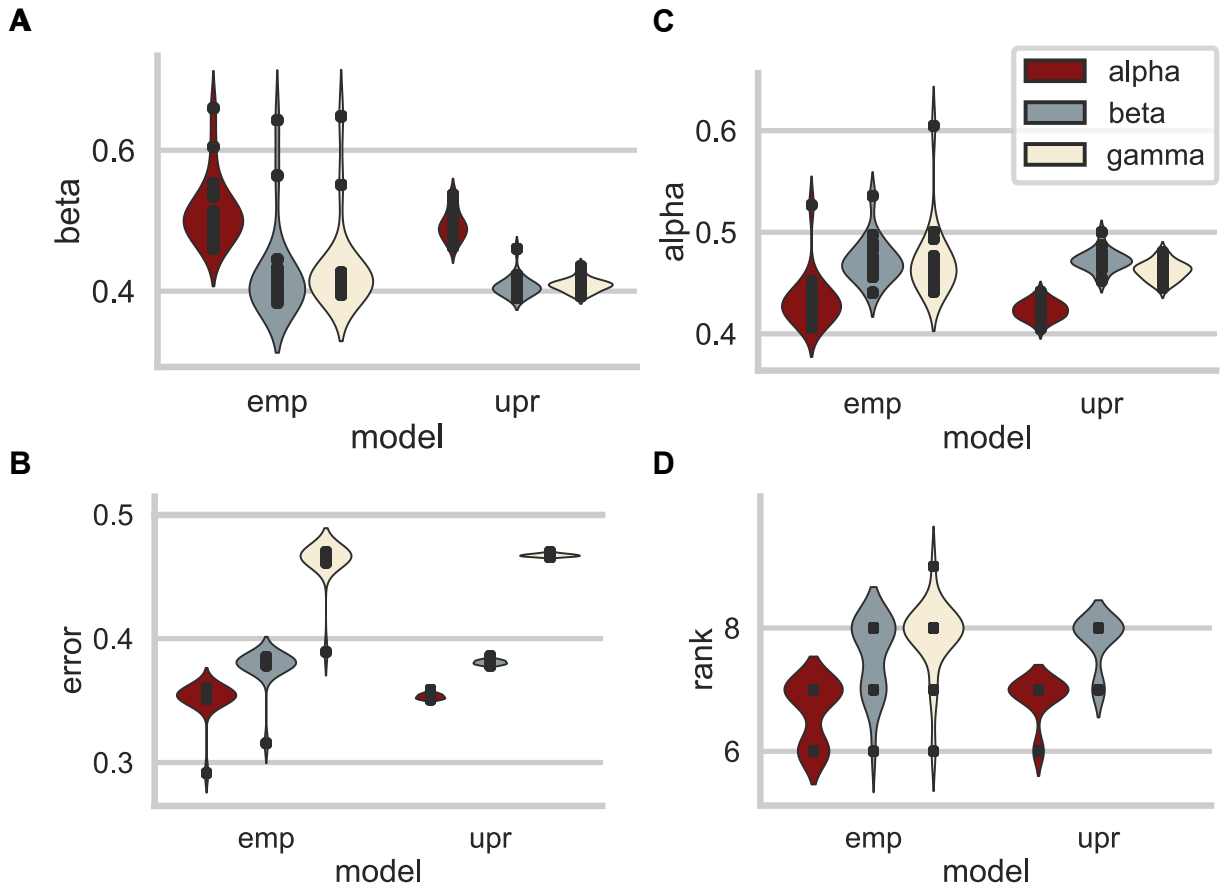 A
0.6
0.4
beta
emp
upr
model
C
alpha
beta
gamma
0.6
0.5
0.4
alpha
emp
upr
model
B
0.5
0.4
0.3
error
emp
upr
model
D
8
6
rank
emp
upr
model